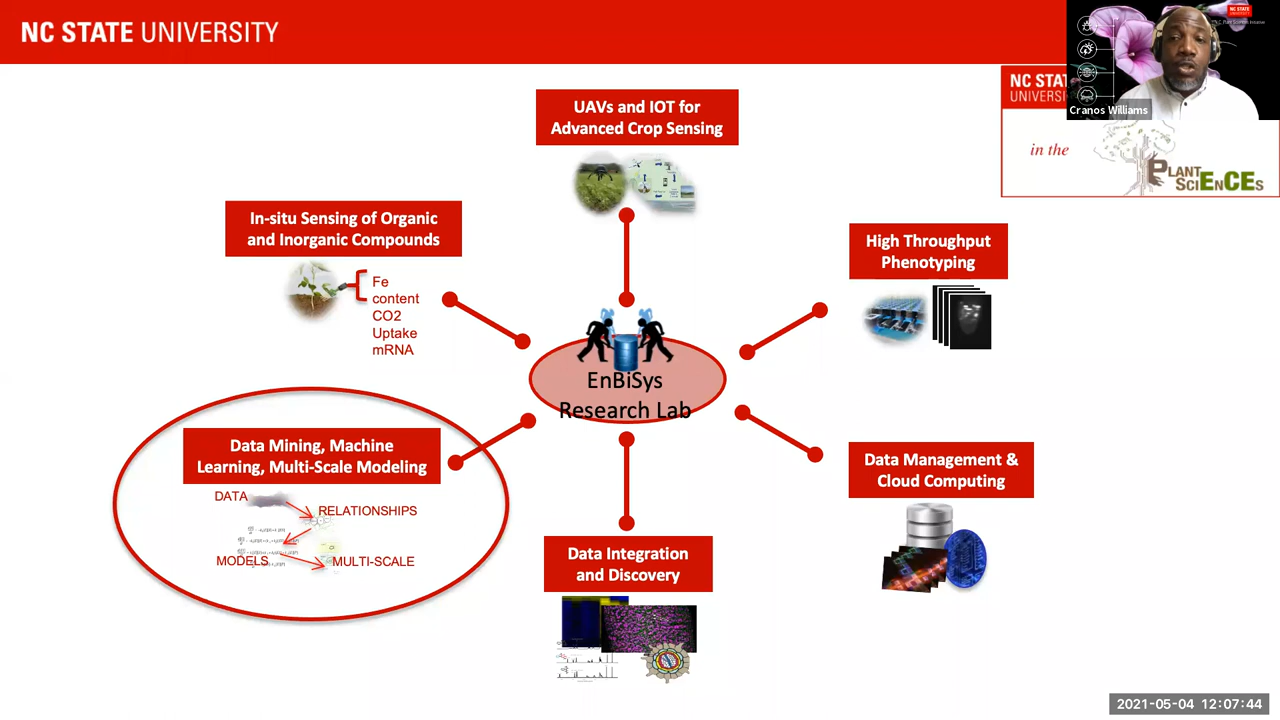 NC STATE UNIVERSITY
NC STATE
UNIVERSITY
Cranos Williams
in the
PLANT
SCIENCES
UAVs and IOT for
Advanced Crop Sensing
In-situ Sensing of Organic
and Inorganic Compounds
Fe
content
CO2
Uptake
mRNA
High Throughput
Phenotyping
EnBiSys
Research Lab
Data Mining, Machine
Learning, Multi-Scale Modeling
DATA
RELATIONSHIPS
MODELS
MULTI-SCALE
Data Management &
Cloud Computing
Data Integration
and Discovery
2021-05-04 12:07:44